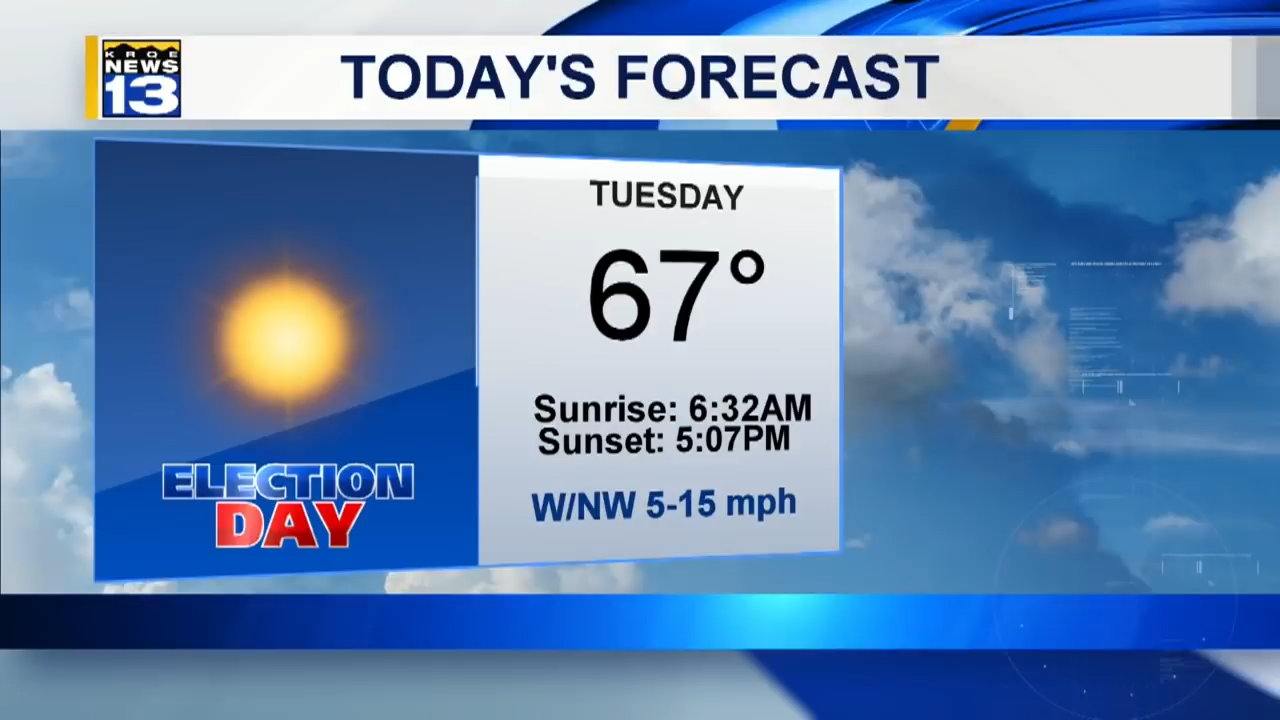 KRQE
NEWS
13
TODAY'S FORECAST
TUESDAY
67°
Sunrise: 6:32AM
Sunset: 5:07PM
W/NW 5-15 mph
ELECTION
DAY